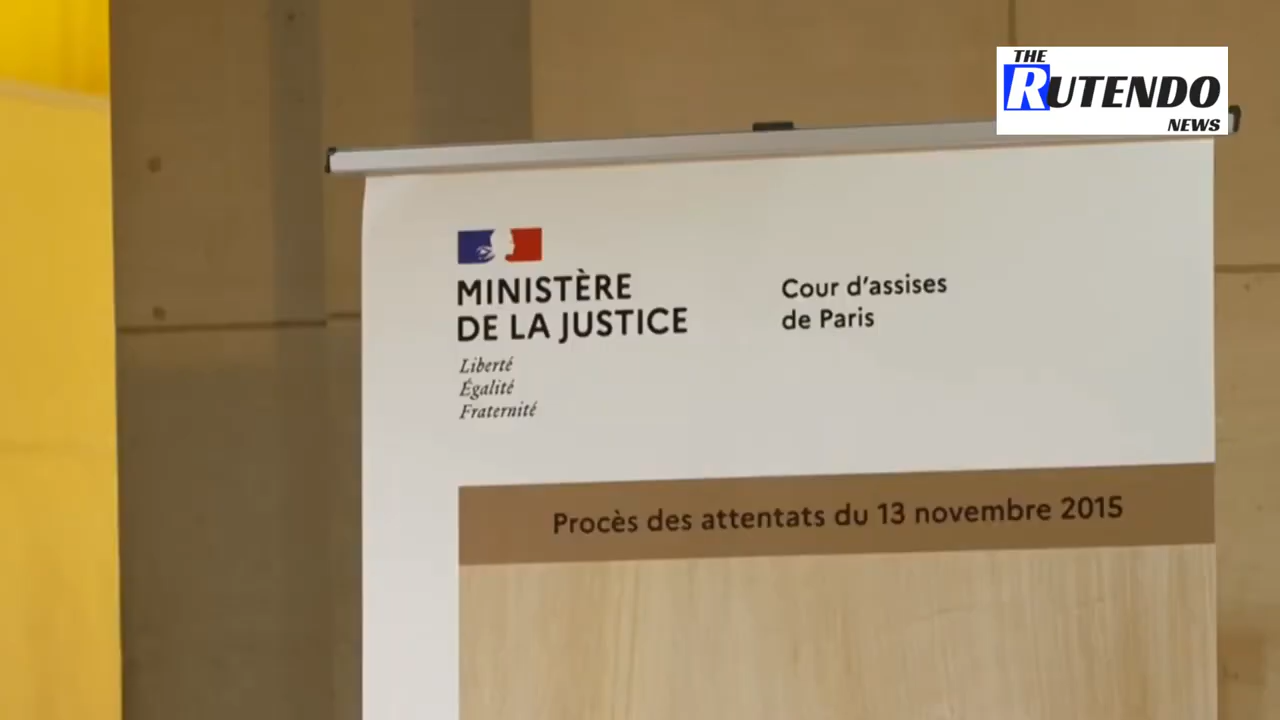 THE
RUTENDO
NEWS
MINISTÈRE
DE LA JUSTICE
Liberté
Égalité
Fraternité
Cour d'assises
de Paris
Procès des attentats du 13 novembre 2015